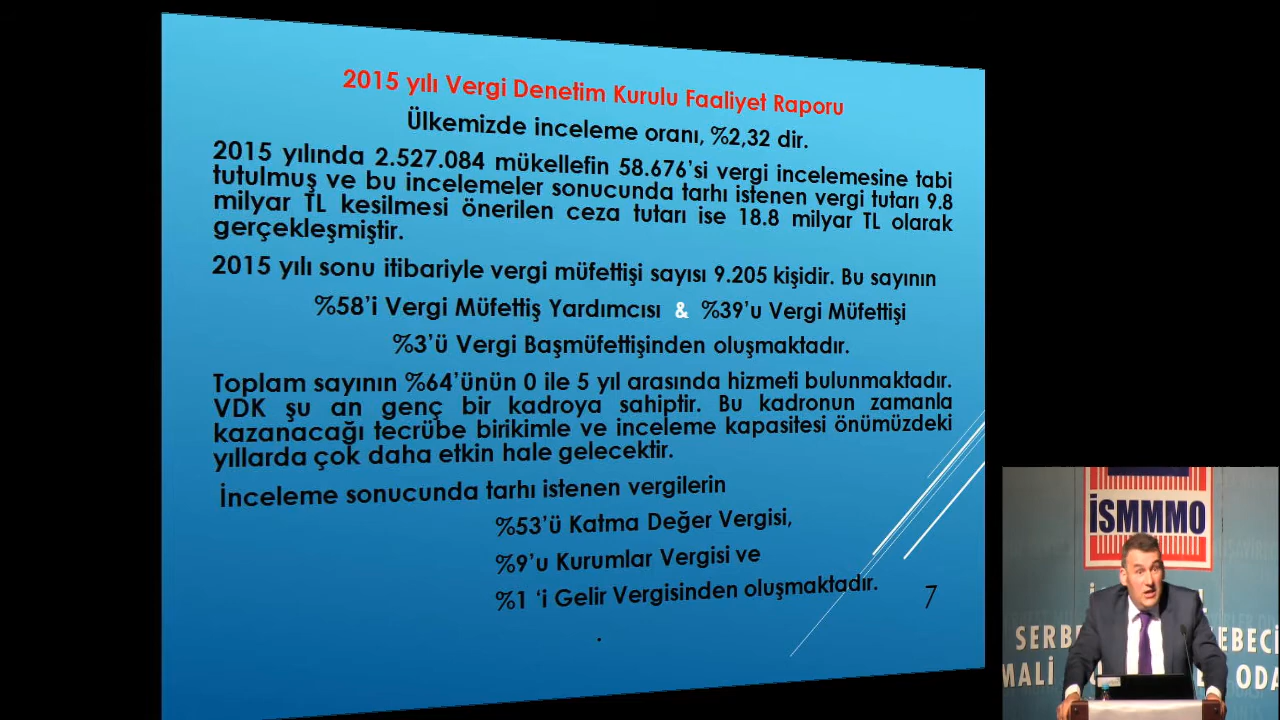 2015 yılı Vergi Denetim Kurulu Faaliyet Raporu
Ülkemizde inceleme oranı, %2,32 dir.
2015 yılında 2.527.084 mükellefin 58.676’si vergi incelemesine tabi
tutulmuş ve bu incelemeler sonucunda tarhı istenen vergi tutarı 9.8
milyar TL kesilmesi önerilen ceza tutarı ise 18.8 milyar TL olarak
gerçekleşmiştir.
2015 yılı sonu itibariyle vergi müfettişi sayısı 9.205 kişidir. Bu sayının
%58’i Vergi Müfettiş Yardımcısı & %39’u Vergi Müfettişi
%3’ü Vergi Başmüfettişinden oluşmaktadır.
Toplam sayının %64’ünün 0 ile 5 yıl arasında hizmeti bulunmaktadır.
VDK şu an genç bir kadroya sahiptir. Bu kadronun zamanla
kazanacağı tecrübe birikimle ve inceleme kapasitesi önümüzdeki
yıllarda çok daha etkin hale gelecektir.
İnceleme sonucunda tarhı istenen vergilerin
%53’ü Katma Değer Vergisi,
%9’u Kurumlar Vergisi ve
%1 ‘i Gelir Vergisinden oluşmaktadır.
.
7
İSMMMO
SERBE EBECİ
MALİ ODA